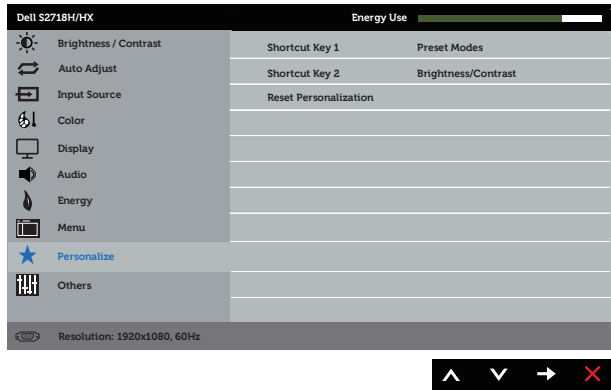 Dell S2718H/HX Energy Use
Brightness / Contrast Shortcut Key 1 Preset Modes
Auto Adjust Shortcut Key 2 Brightness/Contrast
Input Source Reset Personalization
Color
Display
Audio
Energy
Menu
Personalize
Others
Resolution: 1920x1080, 60Hz